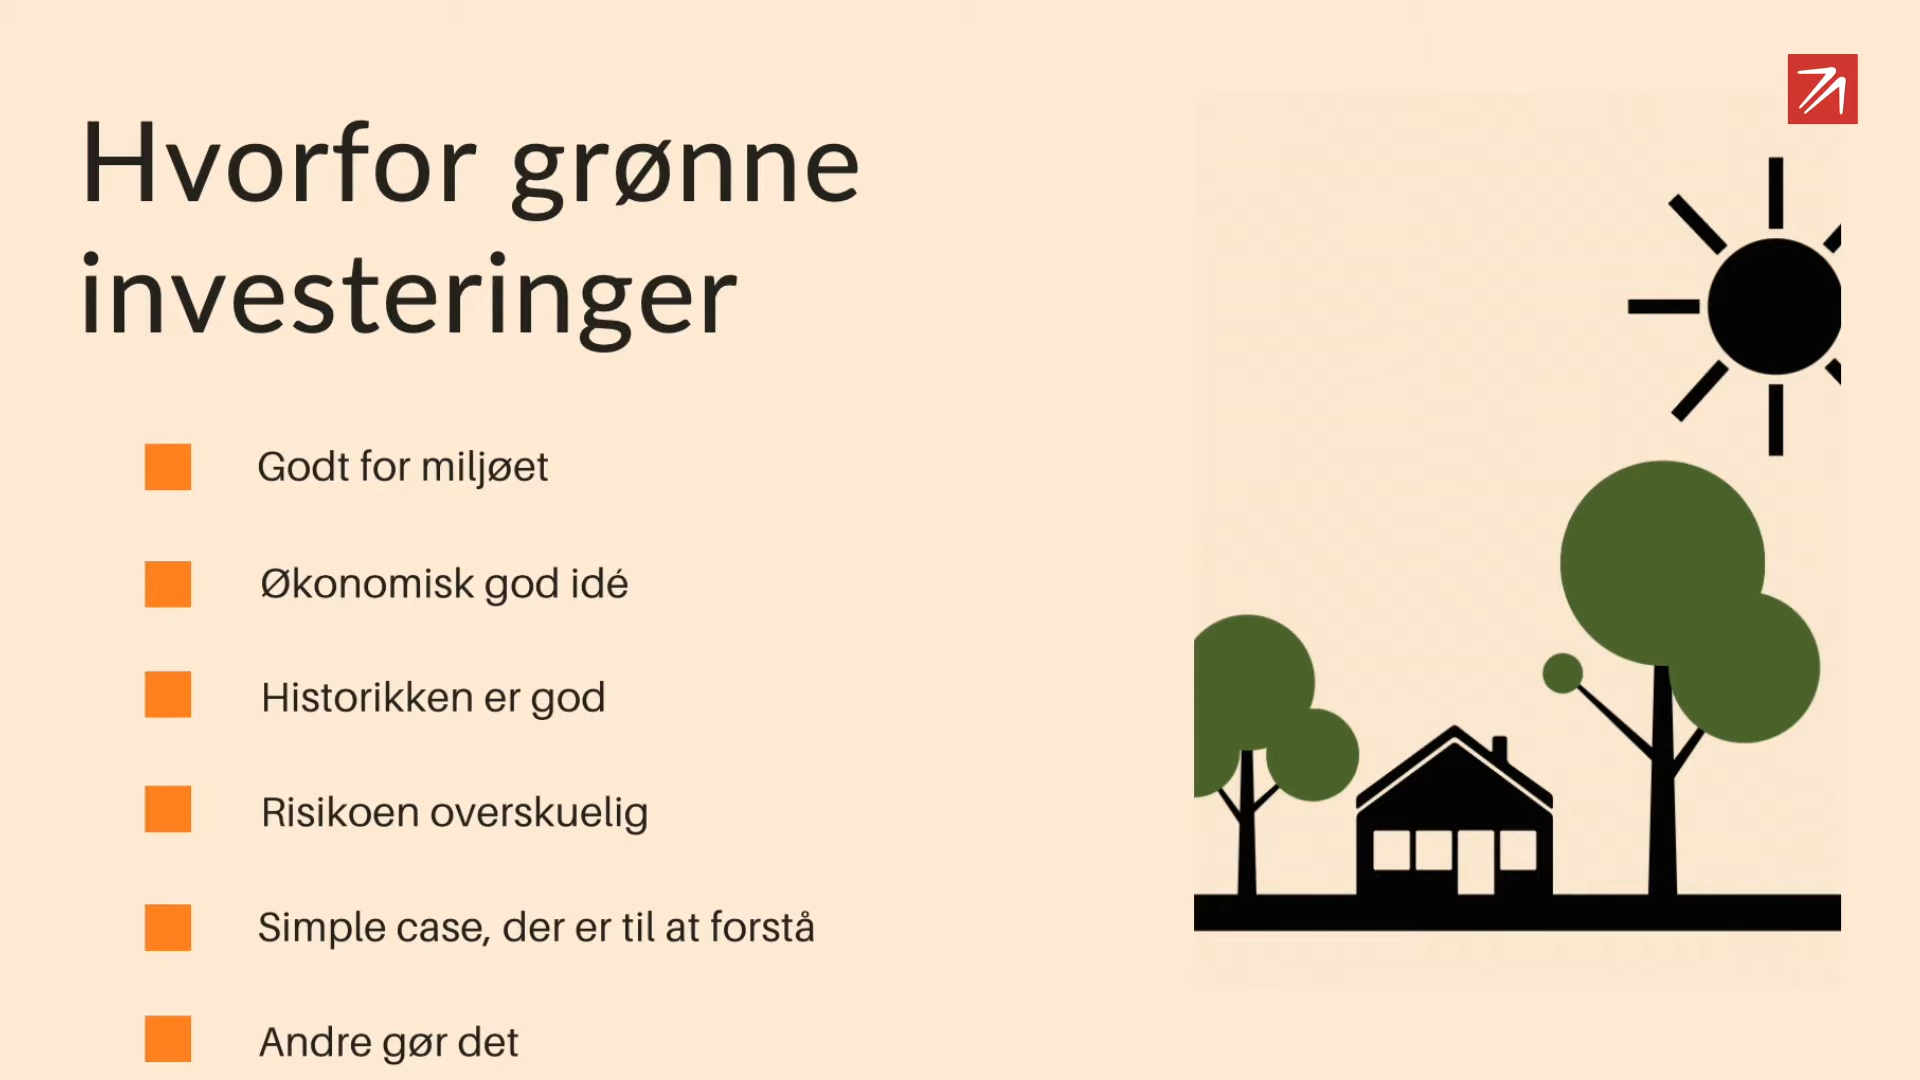 Hvorfor grønne
investeringer
Godt for miljøet
Økonomisk god idé
Historikken er god
Risikoen overskuelig
Simple case, der er til at forstå
Andre gør det